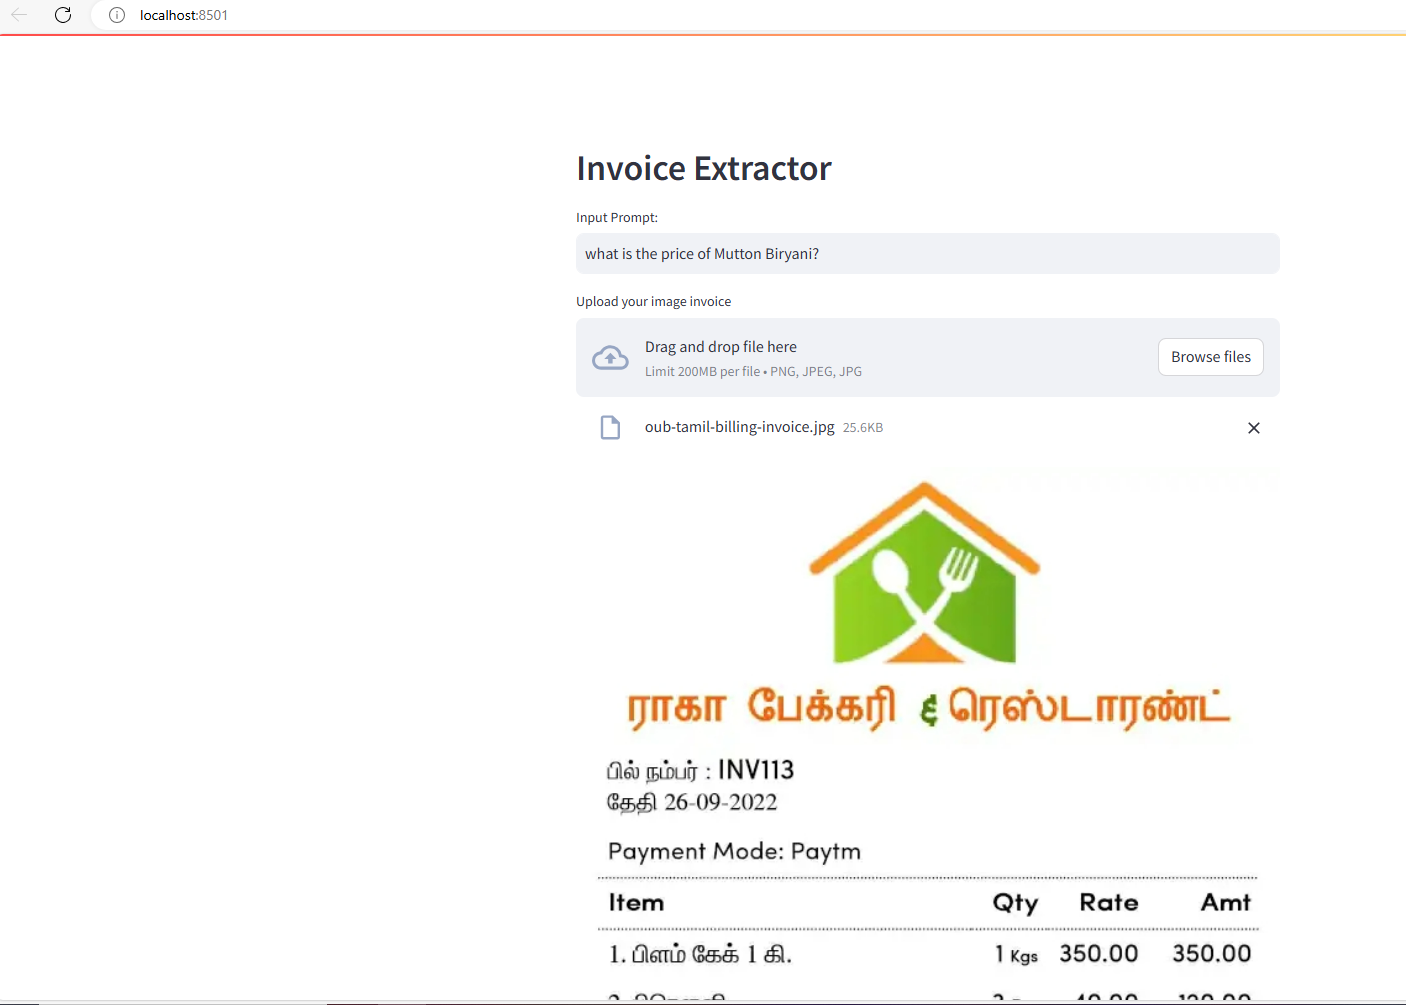 localhost:8501
Invoice Extractor
Input Prompt:
what is the price of Mutton Biryani?
Upload your image invoice
Drag and drop file here
Limit 200MB per file • PNG, JPEG, JPG
Browse files
oub-tamil-billing-invoice.jpg 25.6KB
ராகா பேக்கரி & ரெஸ்டாரண்ட்
பில் நம்பர் : INV113
தேதி 26-09-2022
Payment Mode: Paytm
Item Qty Rate Amt
1. பிளம் கேக் 1 கி. 1 Kgs 350.00 350.00